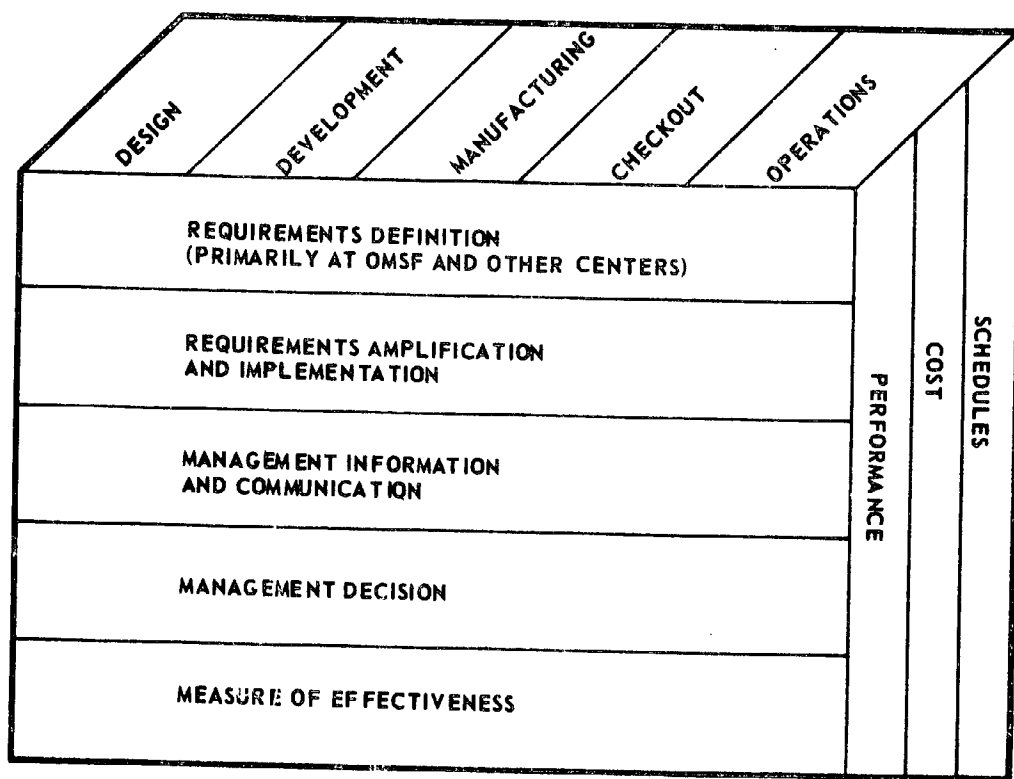 DESIGN
DEVELOPMENT
MANUFACTURING
CHECKOUT
OPERATIONS
REQUIREMENTS DEFINITION
(PRIMARILY AT OMSF AND OTHER CENTERS)
REQUIREMENTS AMPLIFICATION
AND IMPLEMENTATION
MANAGEMENT INFORMATION
AND COMMUNICATION
MANAGEMENT DECISION
MEASURE OF EFFECTIVENESS
PERFORMANCE
COST
SCHEDULES